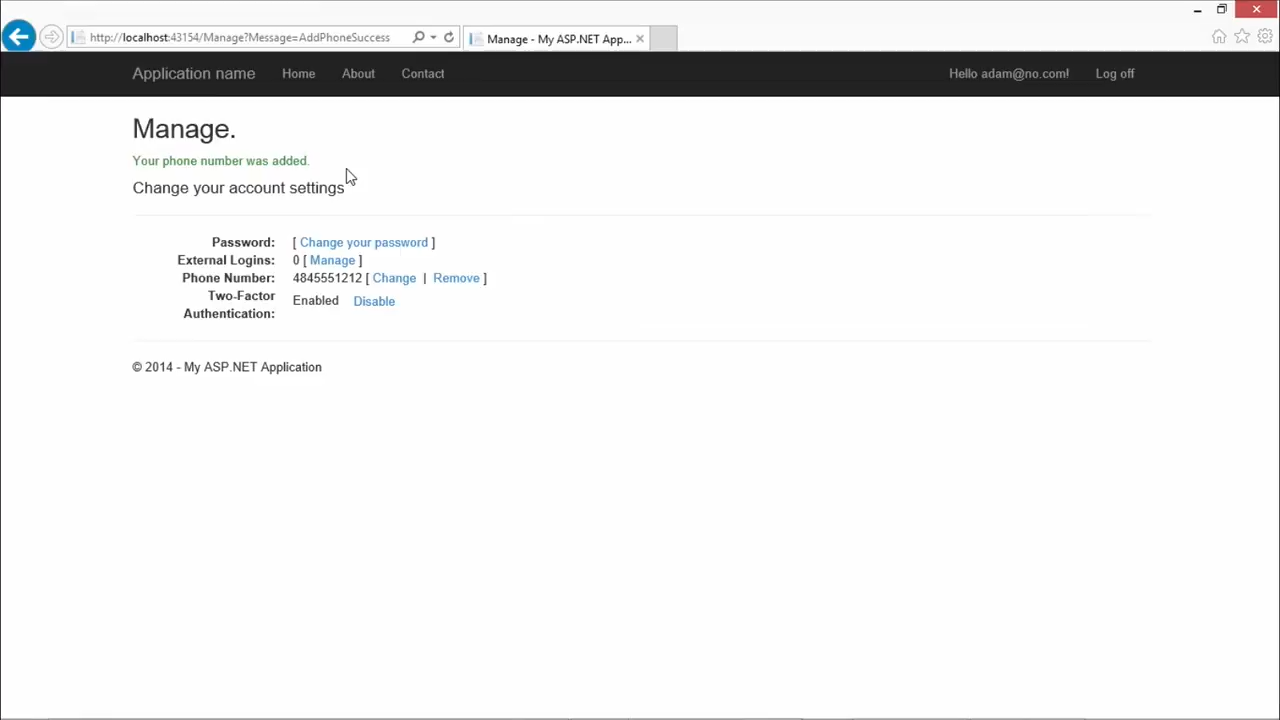 http://localhost:43154/Manage?Message=AddPhoneSuccess
Manage - My ASP.NET App...
Application name Home About Contact Hello adam@no.com! Log off
Manage.
Your phone number was added.
Change your account settings
Password: [ Change your password ]
External Logins: 0 [ Manage ]
Phone Number: 4845551212 [ Change | Remove ]
Two-Factor Authentication: Enabled Disable
© 2014 - My ASP.NET Application